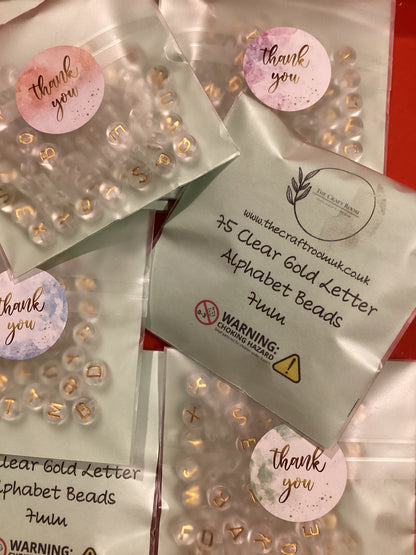 thank
you
thank
you
THE CRAFT ROOM
www.thecraftroomuk.co.uk
75 Clear Gold Letter
Alphabet Beads
7mm
WARNING:
CHOKING HAZARD
thank
you
thank
you
Clear Gold Letter
Alphabet Beads
7mm
WARNING: